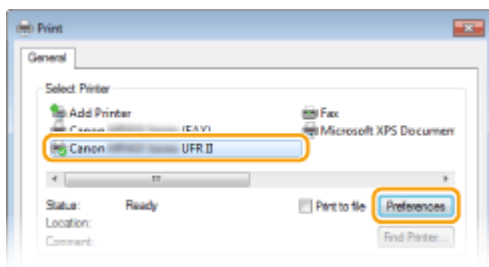 Print
General
Select Printer
Add Printer
Fax
Canon (FAX)
Microsoft XPS Documen
Canon UFR II
Status: Ready
Print to file
Preferences
Location:
Comment:
Find Printer...